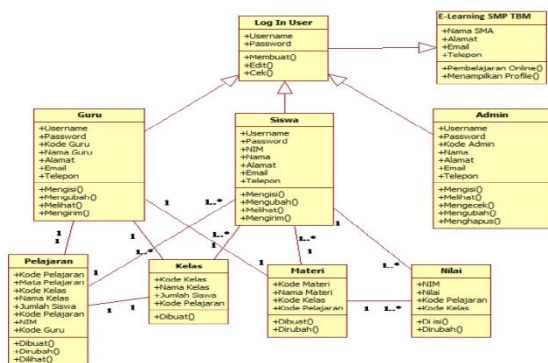 Log In User
+Username
+Password
+Membuat()
+Edit()
+Cek()
E-Learning SMP TBM
+Nama SMA
+Alamat
+Email
+Telepon
+Pembelajaran Online()
+Menampilkan Profile()
Guru
+Username
+Password
+Kode Guru
+Nama Guru
+Alamat
+Email
+Telepon
+Mengisi()
+Mengubah()
+Melihat()
+Mengirim()
Siswa
+Username
+Password
+NIM
+Nama
+Alamat
+Email
+Telepon
+Mengisi()
+Mengubah()
+Melihat()
+Mengirim()
Admin
+Username
+Password
+Kode Admin
+Nama
+Alamat
+Email
+Telepon
+Mengisi()
+Melihat()
+Mengecek()
+Mengubah()
+Menghapus()
1
1..*
1
1
1
1
1..*
1
1..*
1
Pelajaran
+Kode Pelajaran
+Mata Pelajaran
+Kode Kelas
+Nama Kelas
+Jumlah Siswa
+Kode Pelajaran
+NIM
+Kode Guru
+Dibuat()
+Dirubah()
+Dilihat()
1
1..*
1
1
Kelas
+Kode Kelas
+Nama Kelas
+Jumlah Siswa
+Kode Pelajaran
+Dibuat()
1
Materi
+Kode Materi
+Nama Materi
+Kode Kelas
+Kode Pelajaran
+Dibuat()
+Dirubah()
1
1..*
1..*
Nilai
+NIM
+Nilai
+Kode Pelajaran
+Kode Kelas
+Di isi()
+Dirubah()